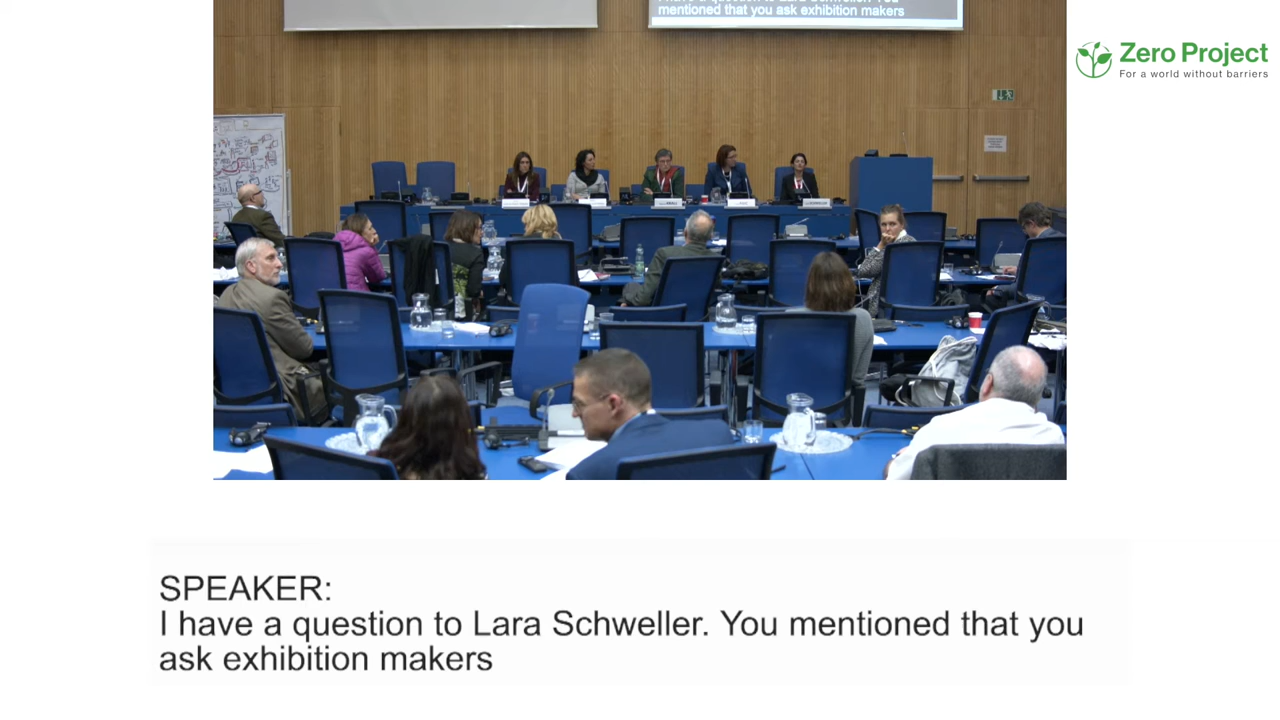 mentioned that you ask exhibition makers
Zero Project
For a world without barriers
SPEAKER:
I have a question to Lara Schweller. You mentioned that you
ask exhibition makers